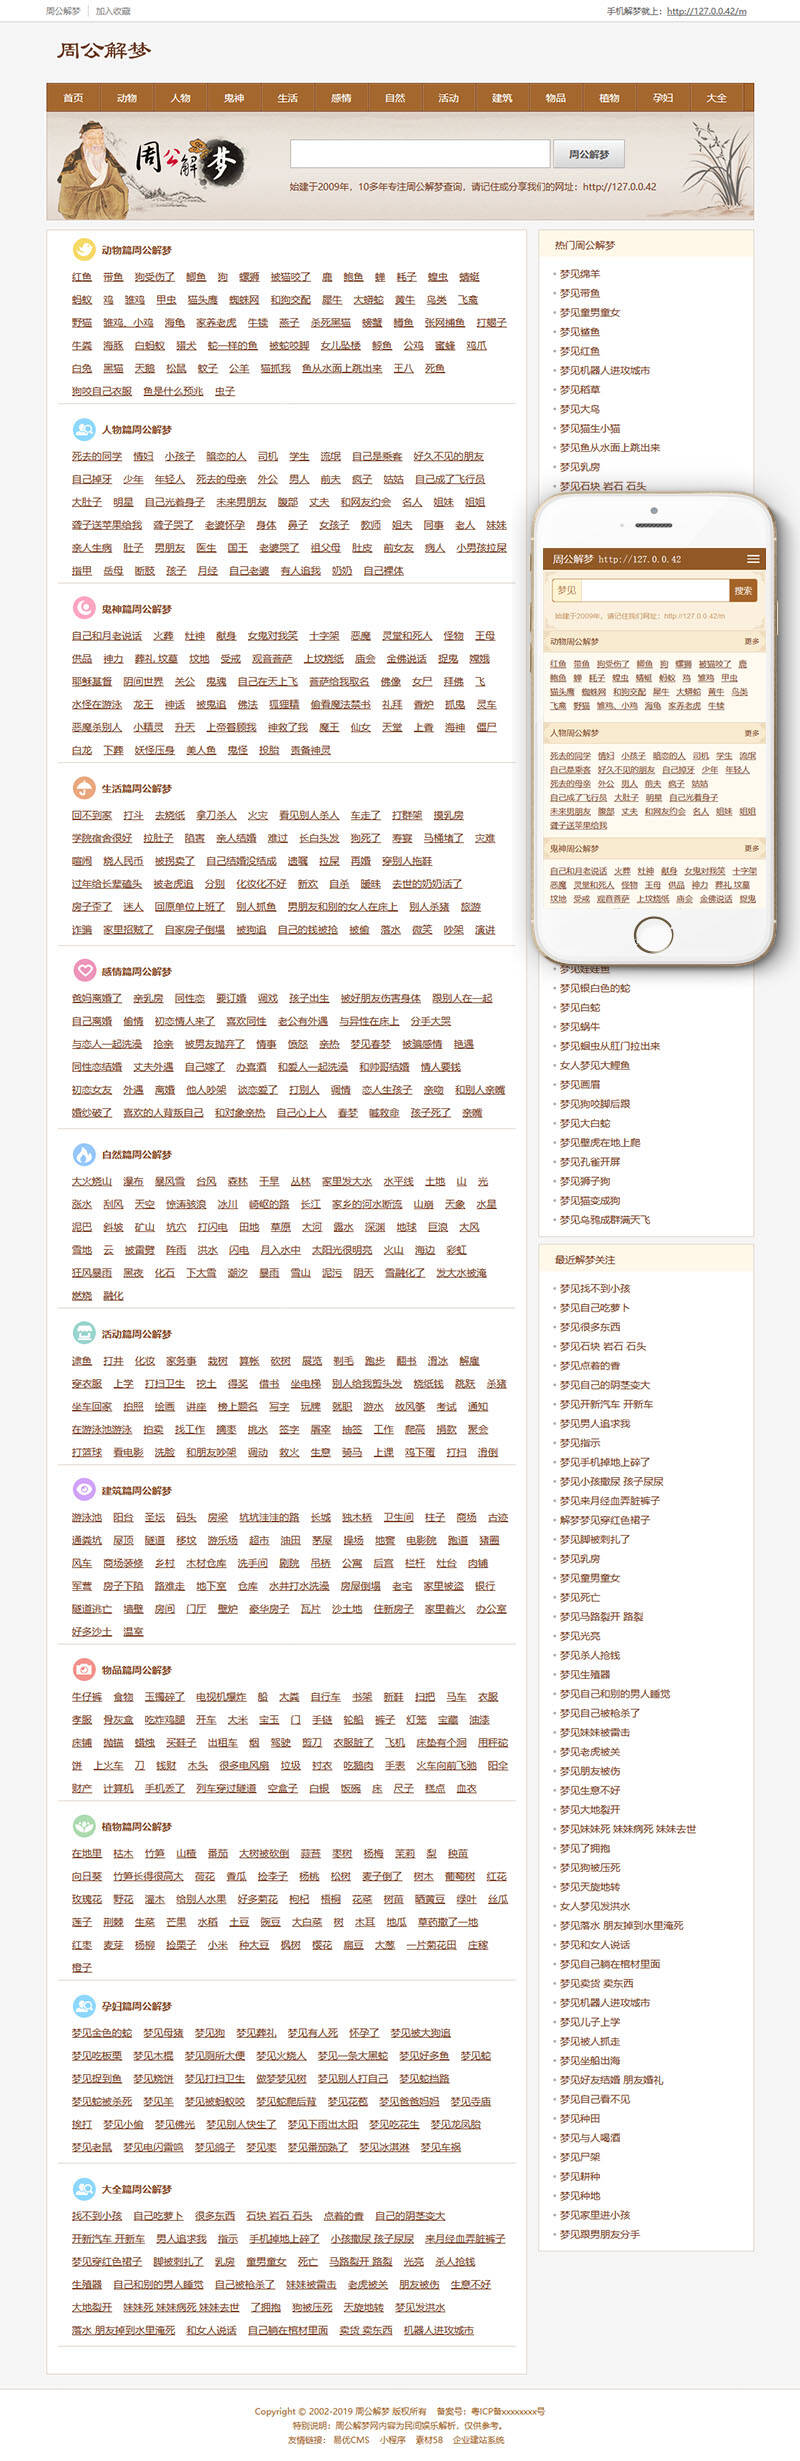 周公解梦 加入收藏 手机解梦就上：http://127.0.0.42/m
周公解梦
首页 动物 人物 鬼神 生活 感情 自然 活动 建筑 物品 植物 孕妇 大全
周公解梦 周公解梦
始建于2009年，10多年专注周公解梦查询，请记住或分享我们的网址：http://127.0.0.42
动物篇周公解梦
红鱼 带鱼 狗受伤了 鲫鱼 狗 螺狮 被猫咬了 鹿 鲍鱼 蝉 耗子 蝗虫 蜻蜓
蚂蚁 鸡 雏鸡 甲虫 猫头鹰 蜘蛛网 和狗交配 犀牛 大蟒蛇 黄牛 鸟类 飞禽
野猫 雏鸡、小鸡 海龟 家养老虎 牛犊 燕子 杀死黑猫 螃蟹 鳝鱼 张网捕鱼 打蝎子
牛粪 海豚 白蚂蚁 猎犬 蛇一样的鱼 被蛇咬脚 女儿坠楼 鲸鱼 公鸡 蜜蜂 鸡爪
白兔 黑猫 天鹅 松鼠 蚊子 公羊 猫抓我 鱼从水面上跳出来 王八 死鱼
狗咬自己衣服 鱼是什么预兆 虫子
人物篇周公解梦
死去的同学 情妇 小孩子 暗恋的人 司机 学生 流氓 自己是乘客 好久不见的朋友
自己掉牙 少年 年轻人 死去的母亲 外公 男人 前夫 疯子 姑姑 自己成了飞行员
大肚子 明星 自己光着身子 未来男朋友 腹部 丈夫 和网友约会 名人 姐妹 姐姐
聋子送苹果给我 聋子哭了 老婆怀孕 身体 鼻子 女孩子 教师 姐夫 同事 老人 妹妹
亲人生病 肚子 男朋友 医生 国王 老婆哭了 祖父母 肚皮 前女友 病人 小男孩拉屎
指甲 岳母 断肢 孩子 月经 自己老婆 有人追我 奶奶 自己裸体
鬼神篇周公解梦
自己和月老说话 火葬 灶神 献身 女鬼对我笑 十字架 恶魔 灵堂和死人 怪物 王母
供品 神力 葬礼 坟墓 坟地 受戒 观音菩萨 上坟烧纸 庙会 金佛说话 捉鬼 嫦娥
耶稣基督 阴间世界 关公 鬼魂 自己在天上飞 菩萨给我取名 佛像 女尸 拜佛 飞
水怪在游泳 龙王 神话 被鬼追 佛法 狐狸精 偷看魔法禁书 礼拜 香炉 抓鬼 灵车
恶魔杀别人 小精灵 升天 上帝眷顾我 神救了我 魔王 仙女 天堂 上香 海神 僵尸
白龙 下葬 妖怪压身 美人鱼 鬼怪 投胎 责备神灵
生活篇周公解梦
回不到家 打斗 去烧纸 拿刀杀人 火灾 看见别人杀人 车走了 打群架 摸乳房
学院宿舍很好 拉肚子 陷害 亲人结婚 难过 长白头发 狗死了 寿宴 马桶堵了 灾难
喧闹 烧人民币 被拐卖了 自己结婚没结成 遗嘱 拉屎 再婚 穿别人拖鞋
过年给长辈磕头 被老虎追 分别 化妆化不好 新欢 自杀 暧昧 去世的奶奶活了
房子歪了 迷人 回原单位上班了 别人抓鱼 男朋友和别的女人在床上 别人杀猪 旅游
诈骗 家里招贼了 自家房子倒塌 被狗追 自己的钱被抢 被偷 落水 微笑 吵架 演讲
感情篇周公解梦
爸妈离婚了 亲乳房 同性恋 要订婚 调戏 孩子出生 被好朋友伤害身体 跟别人在一起
自己离婚 偷情 初恋情人来了 喜欢同性 老公有外遇 与异性在床上 分手大哭
与恋人一起洗澡 抢亲 被男友抛弃了 情事 愤怒 亲热 梦见春梦 被骗感情 艳遇
同性恋结婚 丈夫外遇 自己嫁了 办喜酒 和爱人一起洗澡 和帅哥结婚 情人要钱
初恋女友 外遇 离婚 他人吵架 谈恋爱了 打别人 调情 恋人生孩子 亲吻 和别人亲嘴
婚纱破了 喜欢的人背叛自己 和对象亲热 自己心上人 春梦 喊救命 孩子死了 亲嘴
自然篇周公解梦
大火烧山 瀑布 暴风雪 台风 森林 干旱 丛林 家里发大水 水平线 土地 山 光
涨水 刮风 天空 惊涛骇浪 冰川 崎岖的路 长江 家乡的河水断流 山崩 天象 水星
泥巴 斜坡 矿山 坑穴 打闪电 田地 草原 大河 露水 深渊 地球 巨浪 大风
雪地 云 被雷劈 阵雨 洪水 闪电 月入水中 太阳光很明亮 火山 海边 彩虹
狂风暴雨 黑夜 化石 下大雪 潮汐 暴雨 雪山 泥污 阴天 雪融化了 发大水被淹
燃烧 融化
活动篇周公解梦
逮鱼 打井 化妆 家务事 栽树 算帐 砍树 展览 剃毛 跑步 翻书 滑冰 解雇
穿衣服 上学 打扫卫生 挖土 得奖 借书 坐电梯 别人给我剪头发 烧纸钱 跳跃 杀猪
坐车回家 拍照 绘画 讲座 榜上题名 写字 玩牌 就职 游水 放风筝 考试 通知
在游泳池游泳 拍卖 找工作 摘枣 挑水 签字 屠宰 抽签 工作 爬高 捐款 聚会
打篮球 看电影 洗脸 和朋友吵架 调动 救火 生意 骑马 上课 鸡下蛋 打扫 滑倒
建筑篇周公解梦
游泳池 阳台 圣坛 码头 房梁 坑坑洼洼的路 长城 独木桥 卫生间 柱子 商场 古迹
通粪坑 屋顶 隧道 移坟 游乐场 超市 油田 茅屋 操场 地窖 电影院 跑道 猪圈
风车 商场装修 乡村 木材仓库 洗手间 剧院 吊桥 公寓 后宫 栏杆 灶台 肉铺
军营 房子下陷 路难走 地下室 仓库 水井打水洗澡 房屋倒塌 老宅 家里被盗 银行
隧道逃亡 墙壁 房间 门厅 壁炉 豪华房子 瓦片 沙土地 住新房子 家里着火 办公室
好多沙土 温室
物品篇周公解梦
牛仔裤 食物 玉镯碎了 电视机爆炸 船 大粪 自行车 书架 新鞋 扫把 马车 衣服
孝服 骨灰盒 吃炸鸡腿 开车 大米 宝玉 门 手链 轮船 裤子 灯笼 宝藏 油漆
床铺 抛锚 蜡烛 买鞋子 出租车 烟 驾驶 剪刀 衣服脏了 飞机 床垫有个洞 用秤砣
饼 上火车 刀 钱财 木头 很多电风扇 垃圾 衬衣 吃鹅肉 手表 火车向前飞驰 阳伞
财产 计算机 手机丢了 列车穿过隧道 空盒子 白银 饭碗 床 尺子 糕点 血衣
植物篇周公解梦
在地里 枯木 竹笋 山楂 番茄 大树被砍倒 蒜苔 枣树 杨梅 茉莉 梨 秧苗
向日葵 竹笋长得很高大 荷花 香瓜 捡李子 杨桃 松树 麦子倒了 树木 葡萄树 红花
玫瑰花 野花 灌木 给别人水果 好多菊花 枸杞 梧桐 花菜 树苗 晒黄豆 绿叶 丝瓜
莲子 荆棘 生菜 芒果 水稻 土豆 豌豆 大白菜 树 木耳 地瓜 草药撒了一地
红枣 麦芽 杨柳 捡栗子 小米 种大豆 枫树 樱花 扁豆 大葱 一片菊花田 庄稼
橙子
孕妇篇周公解梦
梦见金色的蛇 梦见母猪 梦见狗 梦见葬礼 梦见有人死 怀孕了 梦见被大狗追
梦见吃板栗 梦见木棍 梦见厕所大便 梦见火烧人 梦见一条大黑蛇 梦见好多鱼 梦见蛇
梦见捉到鱼 梦见烧饼 梦见打扫卫生 做梦梦见树 梦见别人打自己 梦见蛇挡路
梦见蛇被杀死 梦见羊 梦见被蚂蚁咬 梦见蛇爬后背 梦见花苞 梦见爸爸妈妈 梦见寺庙
挨打 梦见小偷 梦见佛光 梦见别人快生了 梦见下雨出太阳 梦见吃花生 梦见龙凤胎
梦见老鼠 梦见电闪雷鸣 梦见鸽子 梦见枣 梦见番茄熟了 梦见冰淇淋 梦见车祸
大全篇周公解梦
找不到小孩 自己吃萝卜 很多东西 石块 岩石 石头 点着的香 自己的阴茎变大
开新汽车 开新车 男人追求我 指示 手机掉地上碎了 小孩撒尿 孩子尿尿 来月经血弄脏裤子
梦见穿红色裙子 脚被刺扎了 乳房 童男童女 死亡 马路裂开 路裂 光亮 杀人抢钱
生殖器 自己和别的男人睡觉 自己被枪杀了 妹妹被雷击 老虎被关 朋友被伤 生意不好
大地裂开 妹妹死 妹妹病死 妹妹去世 了拥抱 狗被压死 天旋地转 梦见发洪水
落水 朋友掉到水里淹死 和女人说话 自己躺在棺材里面 卖货 卖东西 机器人进攻城市
热门周公解梦
梦见绵羊
梦见带鱼
梦见童男童女
梦见鲨鱼
梦见红鱼
梦见机器人进攻城市
梦见稻草
梦见大鸟
梦见猫生小猫
梦见鱼从水面上跳出来
梦见乳房
梦见石块 岩石 石头
周公解梦 http://127.0.0.42
梦见 搜索
始建于2009年，请记住我们网址：http://127.0.0.42/m
动物周公解梦 更多
红鱼 带鱼 狗受伤了 鲫鱼 狗 螺狮 被猫咬了 鹿
鲍鱼 蝉 耗子 蝗虫 蜻蜓 蚂蚁 鸡 雏鸡 甲虫
猫头鹰 蜘蛛网 和狗交配 犀牛 大蟒蛇 黄牛 鸟类
飞禽 野猫 雏鸡、小鸡 海龟 家养老虎 牛犊
人物周公解梦 更多
死去的同学 情妇 小孩子 暗恋的人 司机 学生 流氓
自己是乘客 好久不见的朋友 自己掉牙 少年 年轻人
死去的母亲 外公 男人 前夫 疯子 姑姑
自己成了飞行员 大肚子 明星 自己光着身子
未来男朋友 腹部 丈夫 和网友约会 名人 姐妹 姐姐
聋子送苹果给我
鬼神周公解梦 更多
自己和月老说话 火葬 灶神 献身 女鬼对我笑 十字架
恶魔 灵堂和死人 怪物 王母 供品 神力 葬礼 坟墓
坟地 受戒 观音菩萨 上坟烧纸 庙会 金佛说话 捉鬼
梦见娃娃鱼
梦见银白色的蛇
梦见白蛇
梦见蜗牛
梦见蛔虫从肛门拉出来
女人梦见大鲤鱼
梦见画眉
梦见狗咬脚后跟
梦见大白蛇
梦见壁虎在地上爬
梦见孔雀开屏
梦见狮子狗
梦见猫变成狗
梦见乌鸦成群满天飞
最近解梦关注
梦见找不到小孩
梦见自己吃萝卜
梦见很多东西
梦见石块 岩石 石头
梦见点着的香
梦见自己的阴茎变大
梦见开新汽车 开新车
梦见男人追求我
梦见指示
梦见手机掉地上碎了
梦见小孩撒尿 孩子尿尿
梦见来月经血弄脏裤子
解梦梦见穿红色裙子
梦见脚被刺扎了
梦见乳房
梦见童男童女
梦见死亡
梦见马路裂开 路裂
梦见光亮
梦见杀人抢钱
梦见生殖器
梦见自己和别的男人睡觉
梦见自己被枪杀了
梦见妹妹被雷击
梦见老虎被关
梦见朋友被伤
梦见生意不好
梦见大地裂开
梦见妹妹死 妹妹病死 妹妹去世
梦见了拥抱
梦见狗被压死
梦见天旋地转
女人梦见发洪水
梦见落水 朋友掉到水里淹死
梦见和女人说话
梦见自己躺在棺材里面
梦见卖货 卖东西
梦见机器人进攻城市
梦见儿子上学
梦见被人抓走
梦见坐船出海
梦见好友结婚 朋友婚礼
梦见自己看不见
梦见种田
梦见与人喝酒
梦见尸架
梦见耕种
梦见种地
梦见家里进小孩
梦见跟男朋友分手
Copyright © 2002-2019 周公解梦 版权所有 备案号：粤ICP备xxxxxxxx号
特别说明：周公解梦网内容为民间娱乐解析，仅供参考。
友情链接：易优CMS 小程序 素材58 企业建站系统